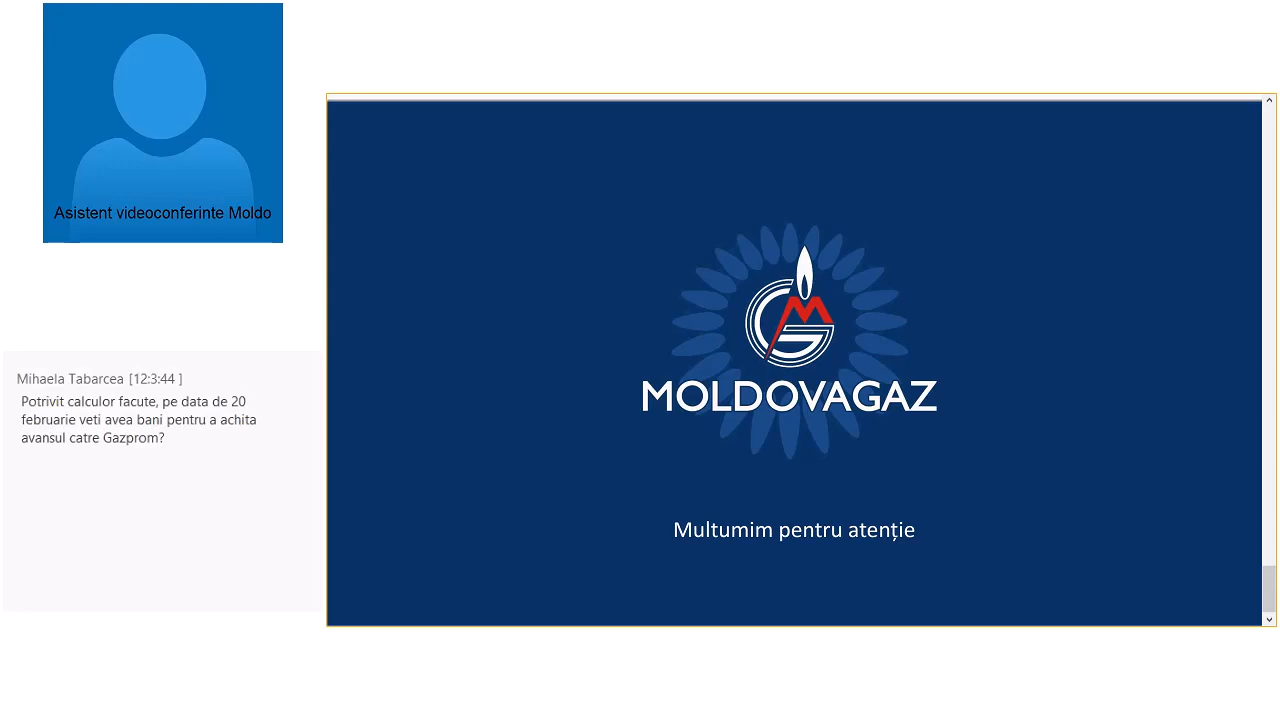 Asistent videoconferinte Moldo
Mihaela Tabarcea [12:3:44 ]
Potrivit calculor facute, pe data de 20
februarie veti avea bani pentru a achita
avansul catre Gazprom?
MOLDOVAGAZ
Multumim pentru atenție